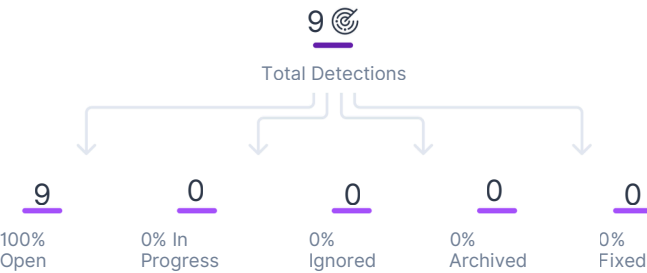 9
Total Detections
9
0
0
0
0
100%
Open
0% In
Progress
0%
Ignored
0%
Archived
0%
Fixed